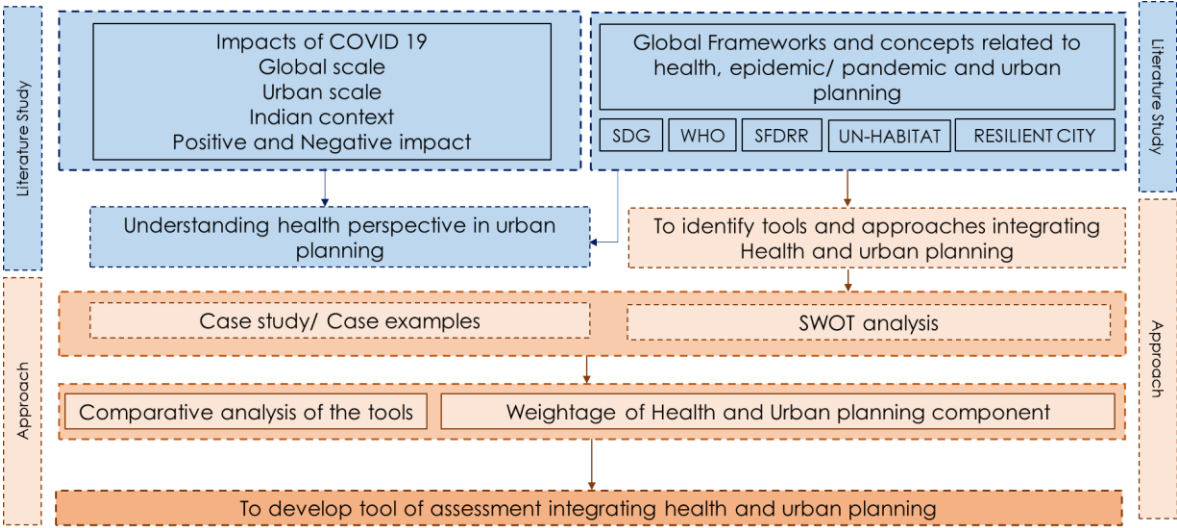 Literature Study
Impacts of COVID 19
Global scale
Urban scale
Indian context
Positive and Negative impact
Global Frameworks and concepts related to
health, epidemic/ pandemic and urban
planning
SDG
WHO
SFDRR
UN-HABITAT
RESILIENT CITY
Literature Study
Understanding health perspective in urban
planning
To identify tools and approaches integrating
Health and urban planning
Approach
Case study/ Case examples
SWOT analysis
Approach
Comparative analysis of the tools
Weightage of Health and Urban planning component
To develop tool of assessment integrating health and urban planning